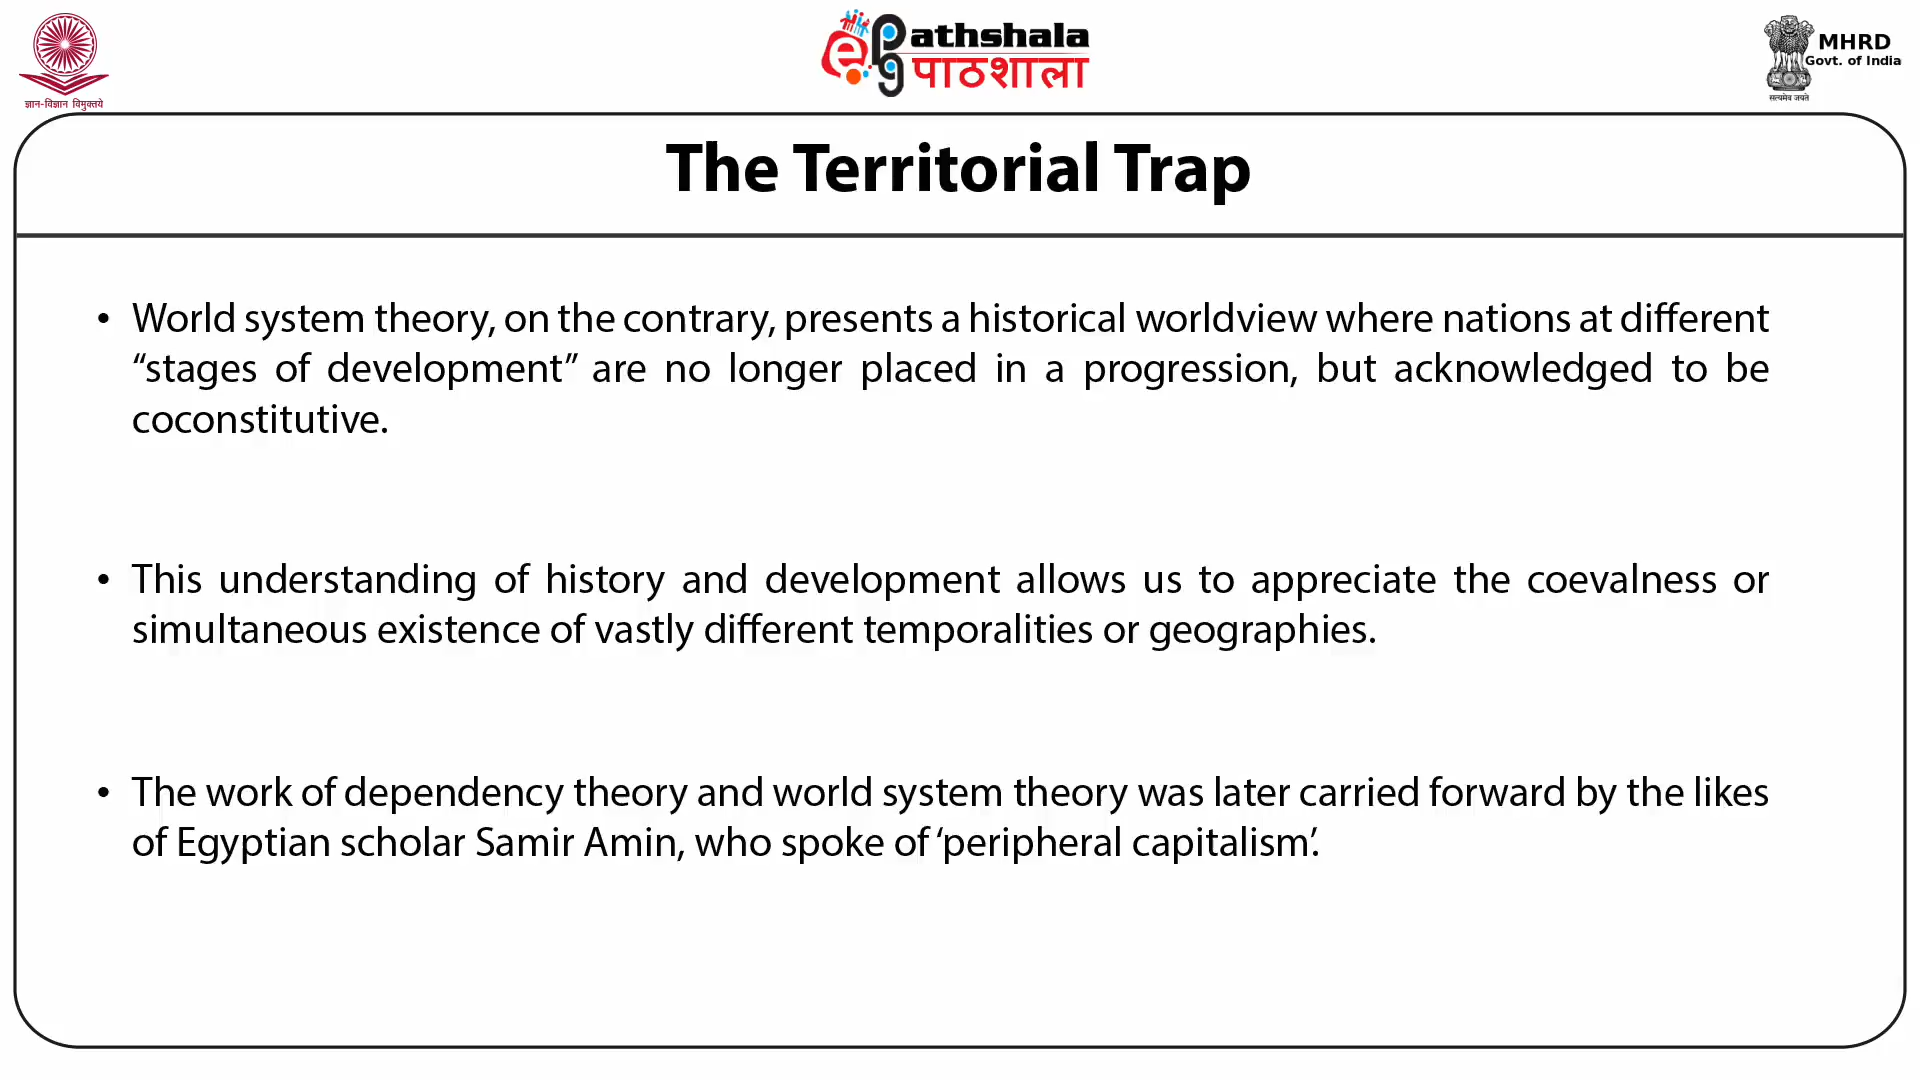 ज्ञान-विज्ञान विमुक्तये
ePG Pathshala
पाठशाला
MHRD
Govt. of India
सत्यमेव जयते
The Territorial Trap
• World system theory, on the contrary, presents a historical worldview where nations at different
“stages of development” are no longer placed in a progression, but acknowledged to be
coconstitutive.
• This understanding of history and development allows us to appreciate the coevalness or
simultaneous existence of vastly different temporalities or geographies.
• The work of dependency theory and world system theory was later carried forward by the likes
of Egyptian scholar Samir Amin, who spoke of ‘peripheral capitalism’.